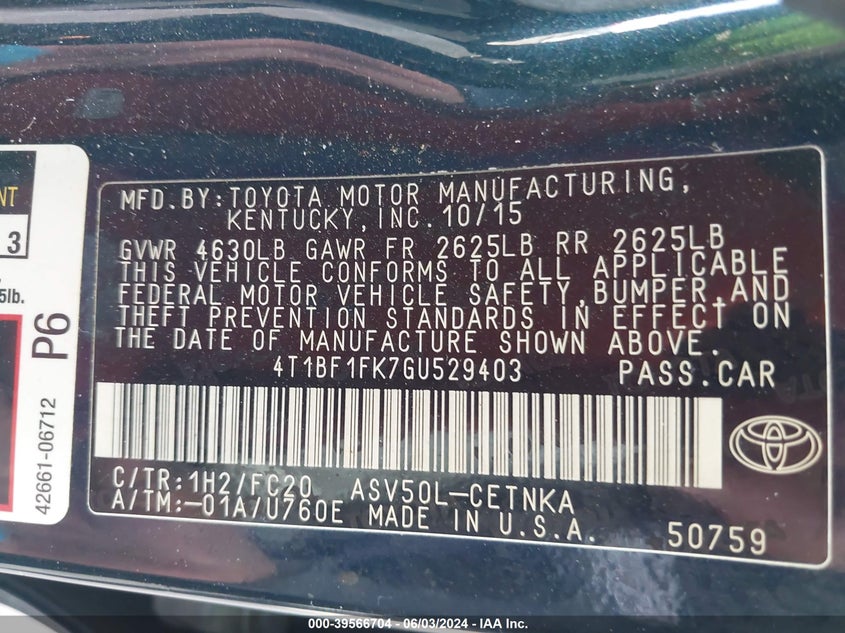 NT
3
5lb.
P6
42661-06712
MFD.BY:TOYOTA MOTOR MANUFACTURING,
KENTUCKY,INC.10/15
GVWR 4630LB GAWR FR 2625LB RR 2625LB
THIS VEHICLE CONFORMS TO ALL APPLICABLE
FEDERAL MOTOR VEHICLE SAFETY,BUMPER,AND
THEFT PREVENTION STANDARDS IN EFFECT ON
THE DATE OF MANUFACTURE SHOWN ABOVE.
4T1BF1FK7GU529403 PASS.CAR
C/TR:1H2/FC20 ASV50L-CETNKA
A/TM:-01A/U760E MADE IN U.S.A. 50759
000-39566704 - 06/03/2024 - IAA Inc.